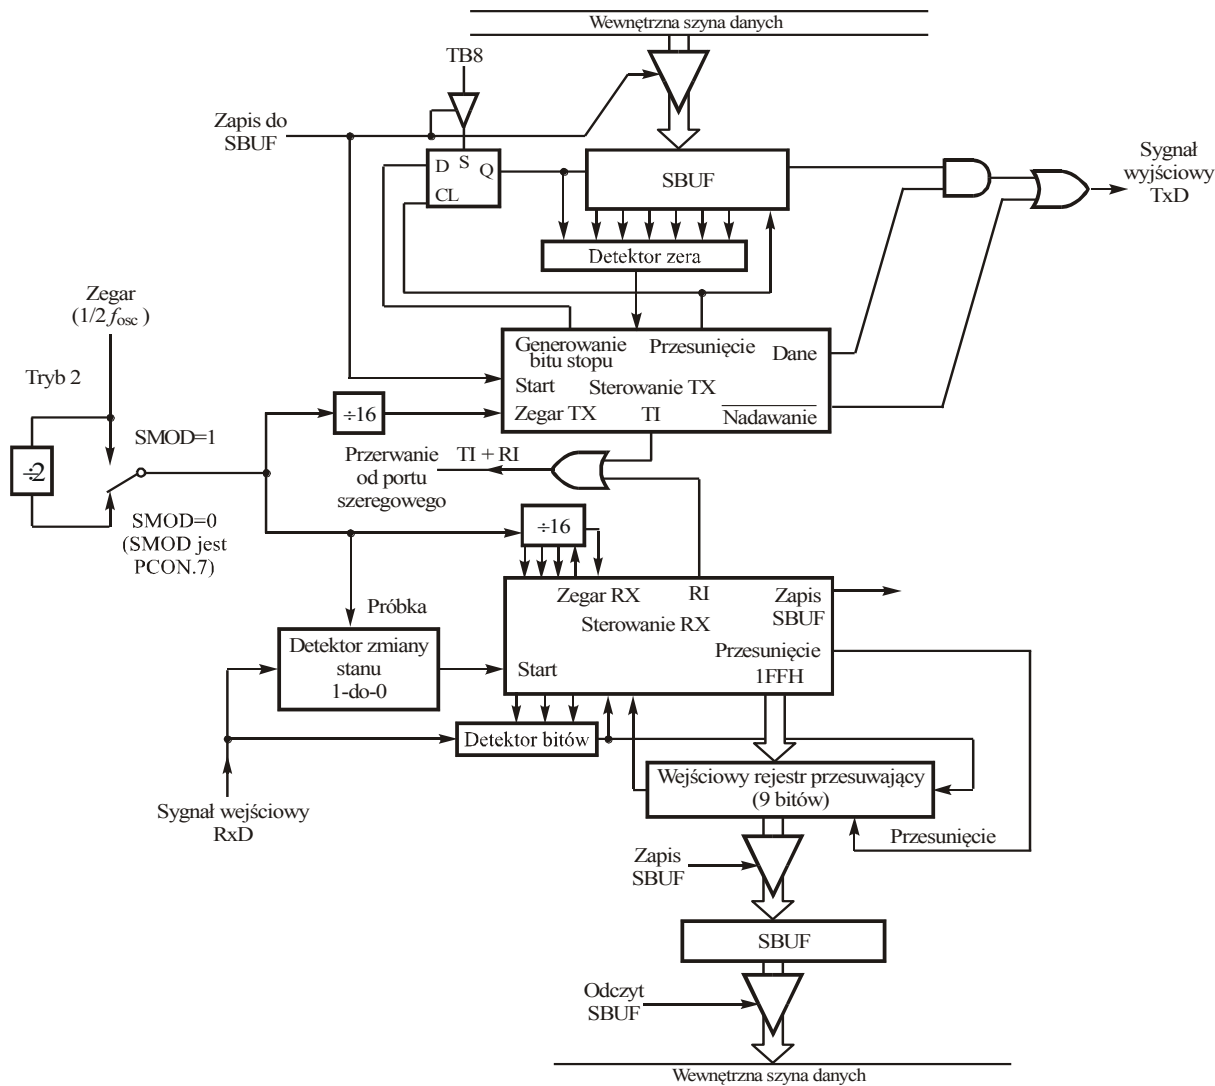 Wewnętrzna szyna danych
TB8
Zapis do
SBUF
D
S
Q
CL
SBUF
Sygnał
wyjściowy
TxD
Detektor zera
Zegar
(1/2 fosc )
Generowanie
bitu stopu
Przesunięcie
Dane
Start
Sterowanie TX
Zegar TX
TI
Nadawanie
Tryb 2
÷16
SMOD=1
÷2
Przerwanie
od portu
szeregowego
TI + RI
SMOD=0
(SMOD jest
PCON.7)
÷16
Zegar RX
RI
Zapis
SBUF
Sterowanie RX
Próbka
Detektor zmiany
stanu
1-do-0
Start
Przesunięcie
1FFH
Detektor bitów
Wejściowy rejestr przesuwający
(9 bitów)
Sygnał wejściowy
RxD
Przesunięcie
Zapis
SBUF
SBUF
Odczyt
SBUF
Wewnętrzna szyna danych